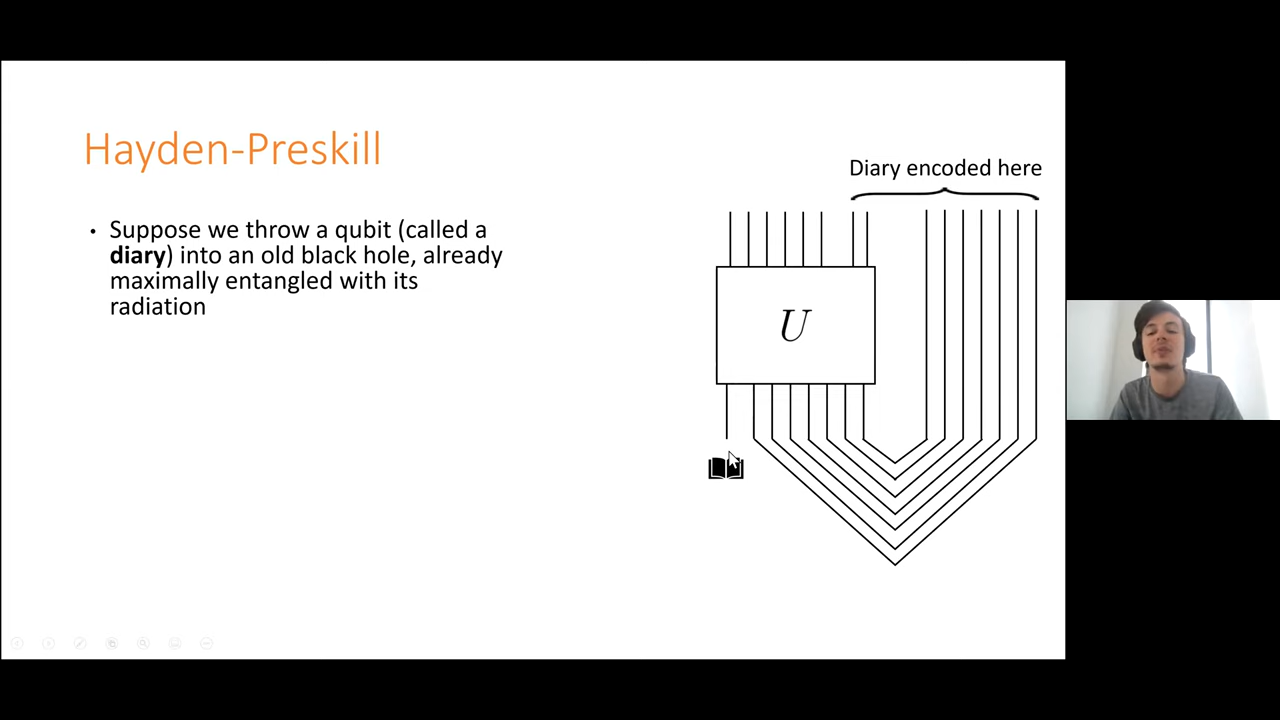 Hayden-Preskill
Diary encoded here
• Suppose we throw a qubit (called a
diary) into an old black hole, already
maximally entangled with its
radiation
U